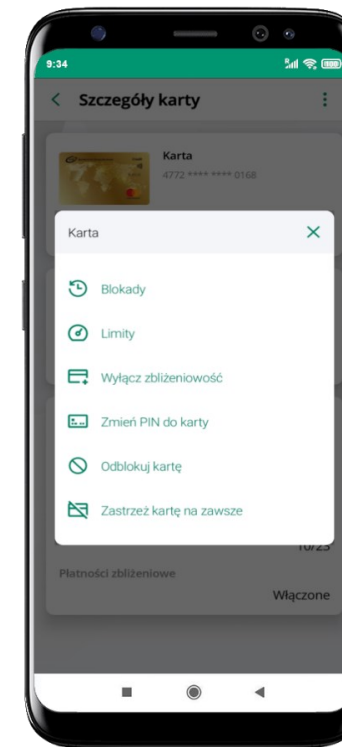 9:34
Szczegóły karty
Karta
4772 **** **** 0168
Karta
Blokady
Limity
Wyłącz zbliżeniowość
Zmień PIN do karty
Odblokuj kartę
Zastrzeż kartę na zawsze
10/23
Płatności zbliżeniowe
Włączone